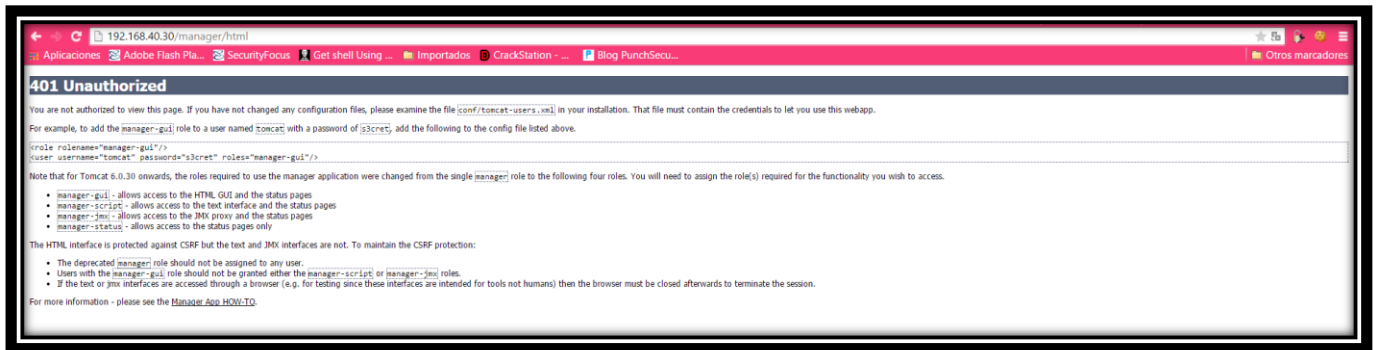 192.168.40.30/manager/html
Aplicaciones Adobe Flash Pla... SecurityFocus Get shell Using ... Importados CrackStation - ... Blog PunchSecu... Otros marcadores
401 Unauthorized
You are not authorized to view this page. If you have not changed any configuration files, please examine the file conf/tomcat-users.xml in your installation. That file must contain the credentials to let you use this webapp.
For example, to add the manager-gui role to a user named tomcat with a password of s3cret, add the following to the config file listed above.
<role rolename="manager-gui"/>
<user username="tomcat" password="s3cret" roles="manager-gui"/>
Note that for Tomcat 6.0.30 onwards, the roles required to use the manager application were changed from the single manager role to the following four roles. You will need to assign the role(s) required for the functionality you wish to access.
• manager-gui - allows access to the HTML GUI and the status pages
• manager-script - allows access to the text interface and the status pages
• manager-jmx - allows access to the JMX proxy and the status pages
• manager-status - allows access to the status pages only
The HTML interface is protected against CSRF but the text and JMX interfaces are not. To maintain the CSRF protection:
• The deprecated manager role should not be assigned to any user.
• Users with the manager-gui role should not be granted either the manager-script or manager-jmx roles.
• If the text or jmx interfaces are accessed through a browser (e.g. for testing since these interfaces are intended for tools not humans) then the browser must be closed afterwards to terminate the session.
For more information - please see the Manager App HOW-TO.